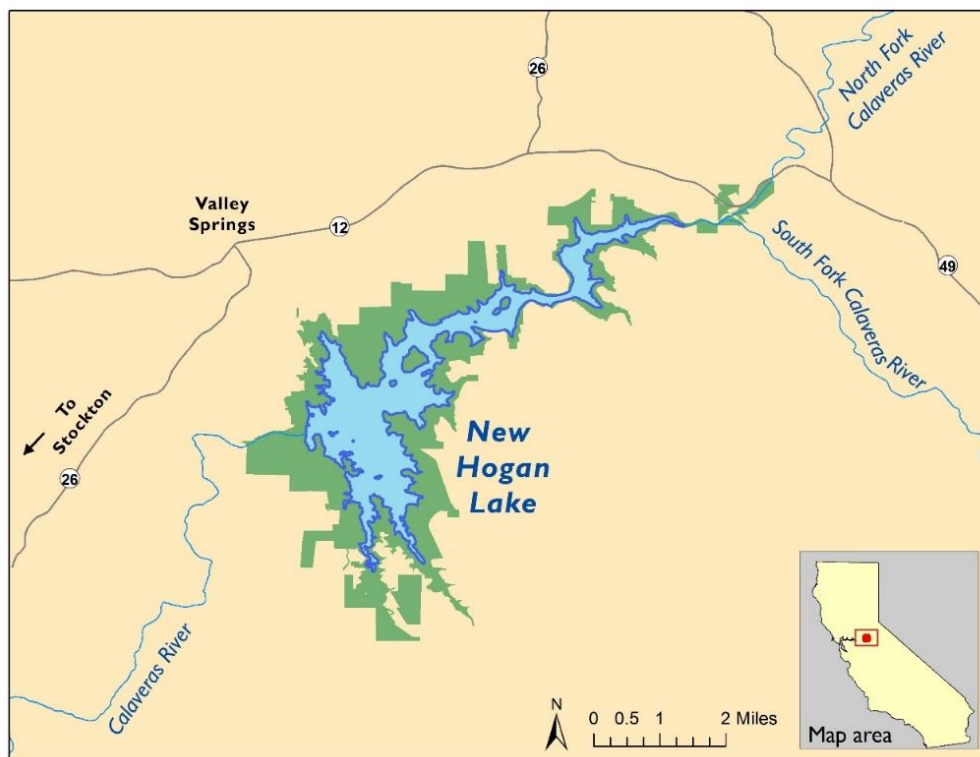 26
North Fork
Calaveras River
Valley
Springs
12
49
South Fork Calaveras River
To
Stockton
26
New
Hogan
Lake
Calaveras River
N
0 0.5 1 2 Miles
Map area